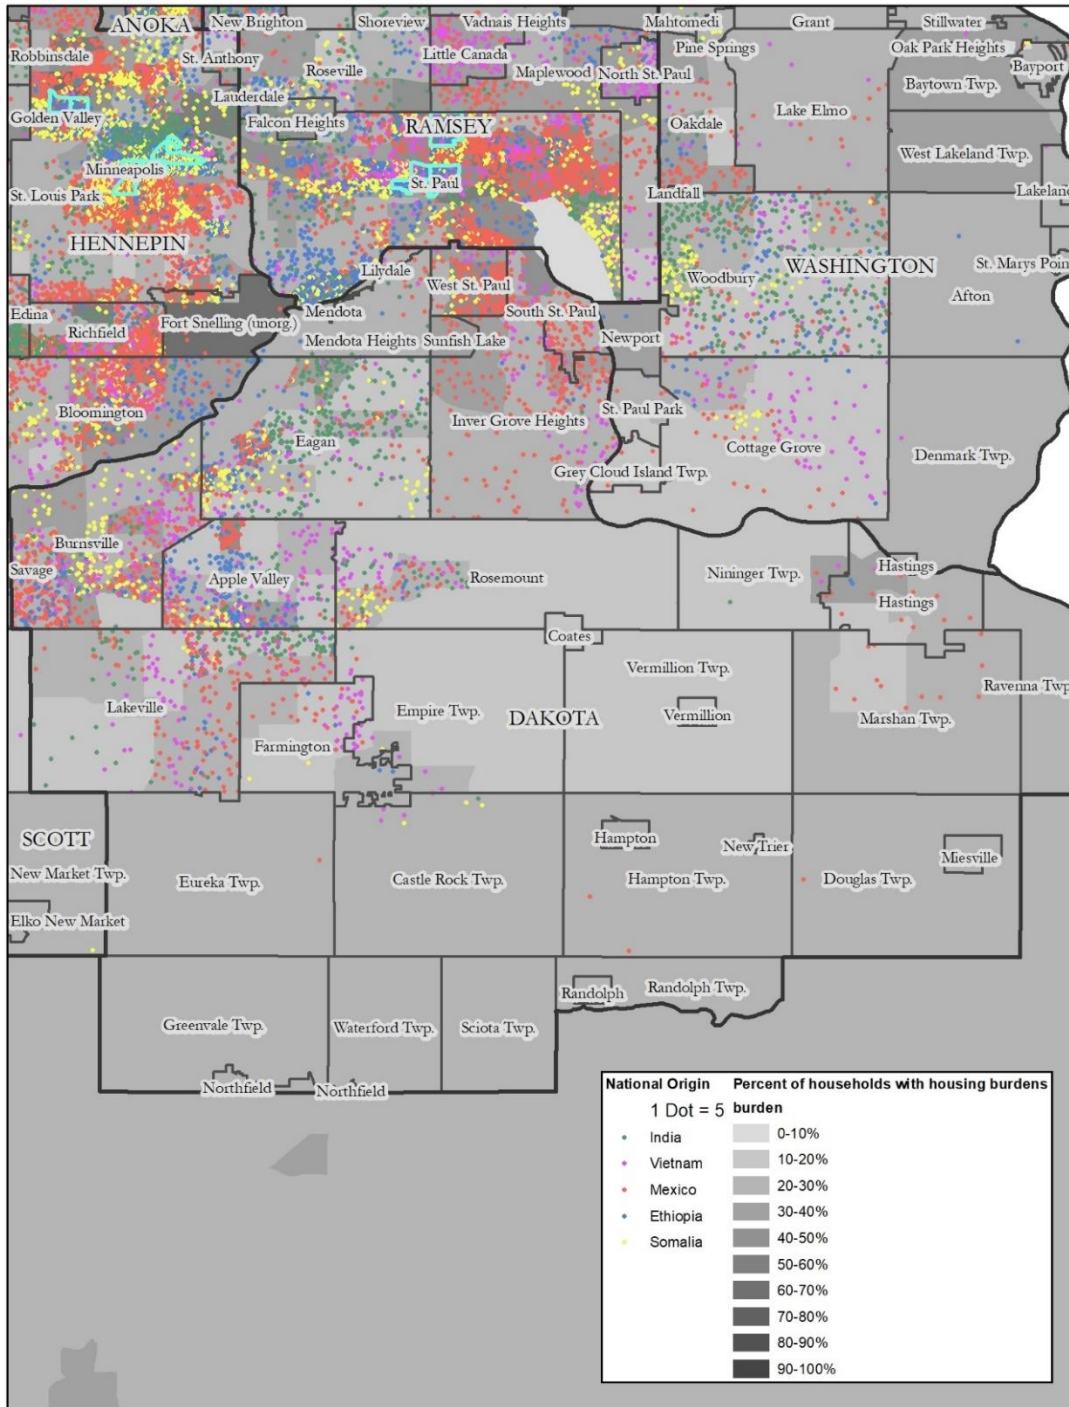 ANOKA
New Brighton
Shoreview
Vadnais Heights
Mahtomedi
Grant
Stillwater
Robbinsdale
St. Anthony
Roseville
Little Canada
Maplewood
North St. Paul
Pine Springs
Oak Park Heights
Bayport
Baytown Twp.
Lauderdale
Golden Valley
Falcon Heights
RAMSEY
Oakdale
Lake Elmo
West Lakeland Twp.
Minneapolis
St. Paul
Landfall
Lakeland
St. Louis Park
HENNEPIN
Lilydale
West St. Paul
Woodbury
WASHINGTON
St. Marys Poin
Afton
Edina
Richfield
Fort Snelling (unorg.)
Mendota
Mendota Heights
Sunfish Lake
South St. Paul
Newport
Bloomington
Eagan
Inver Grove Heights
St. Paul Park
Cottage Grove
Denmark Twp.
Grey Cloud Island Twp.
Burnsville
Savage
Apple Valley
Rosemount
Nininger Twp.
Hastings
Hastings
Coates
Vermillion Twp.
Ravenna Twp
Lakeville
Farmington
Empire Twp.
DAKOTA
Vermillion
Marshan Twp.
SCOTT
New Market Twp.
Eureka Twp.
Castle Rock Twp.
Hampton
Hampton Twp.
New Trier
Douglas Twp.
Miesville
Elko New Market
Greenvale Twp.
Waterford Twp.
Sciota Twp.
Randolph
Randolph Twp.
Northfield
Northfield
National Origin
1 Dot = 5
India
Vietnam
Mexico
Ethiopia
Somalia
Percent of households with housing burdens
burden
0-10%
10-20%
20-30%
30-40%
40-50%
50-60%
60-70%
70-80%
80-90%
90-100%